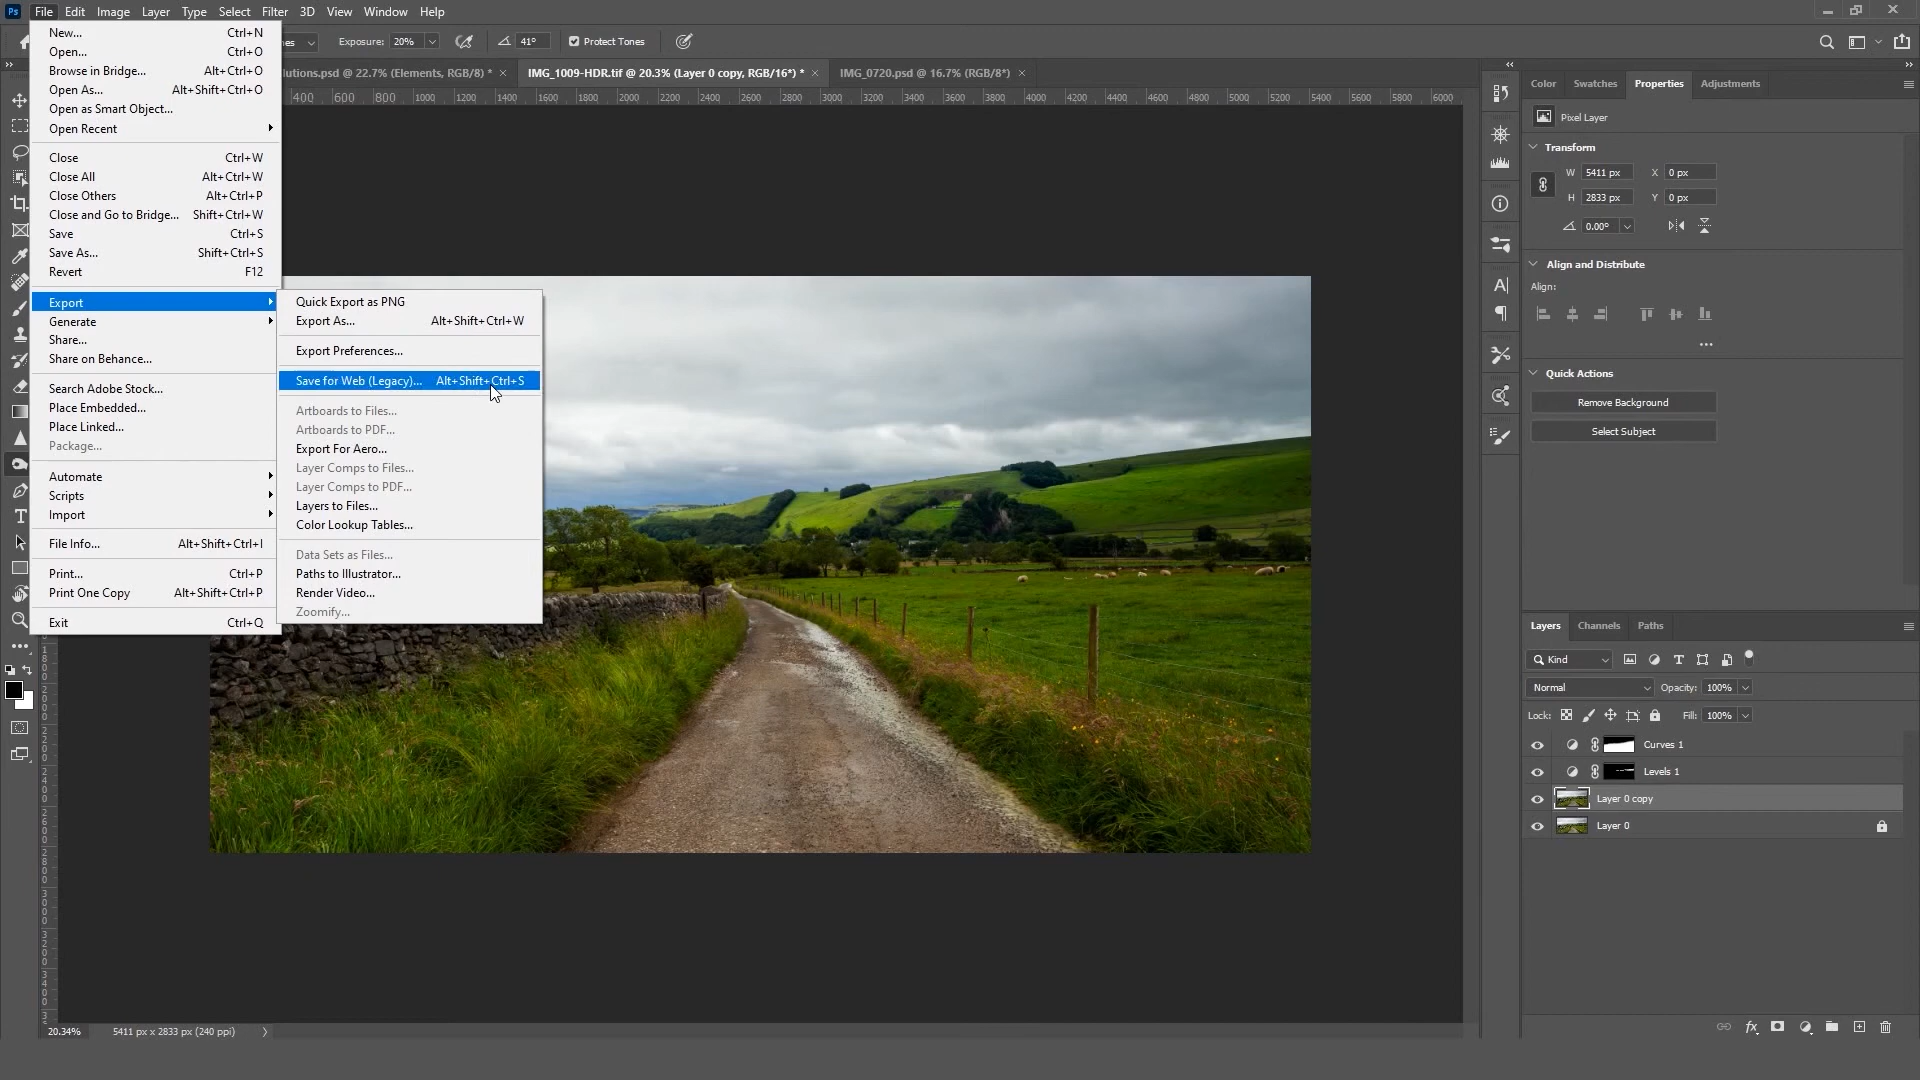 Ps File Edit Image Layer Type Select Filter 3D View Window Help
Exposure: 20% 41° Protect Tones
lutions.psd @ 22.7% (Elements, RGB/8) * × IMG_1009-HDR.tif @ 20.3% (Layer 0 copy, RGB/16*) * × IMG_0720.psd @ 16.7% (RGB/8*) ×
400 600 800 1000 1200 1400 1600 1800 2000 2200 2400 2600 2800 3000 3200 3400 3600 3800 4000 4200 4400 4600 4800 5000 5200 5400 5600 5800 6000
New... Ctrl+N
Open... Ctrl+O
Browse in Bridge... Alt+Ctrl+O
Open As... Alt+Shift+Ctrl+O
Open as Smart Object...
Open Recent
Close Ctrl+W
Close All Alt+Ctrl+W
Close Others Alt+Ctrl+P
Close and Go to Bridge... Shift+Ctrl+W
Save Ctrl+S
Save As... Shift+Ctrl+S
Revert F12
Export
Generate
Share...
Share on Behance...
Search Adobe Stock...
Place Embedded...
Place Linked...
Package...
Automate
Scripts
Import
File Info... Alt+Shift+Ctrl+I
Print... Ctrl+P
Print One Copy Alt+Shift+Ctrl+P
Exit Ctrl+Q
Quick Export as PNG
Export As... Alt+Shift+Ctrl+W
Export Preferences...
Save for Web (Legacy)... Alt+Shift+Ctrl+S
Artboards to Files...
Artboards to PDF...
Export For Aero...
Layer Comps to Files...
Layer Comps to PDF...
Layers to Files...
Color Lookup Tables...
Data Sets as Files...
Paths to Illustrator...
Render Video...
Zoomify...
Color Swatches Properties Adjustments
Pixel Layer
Transform
W 5411 px X 0 px
H 2833 px Y 0 px
0.00°
Align and Distribute
Align:
Quick Actions
Remove Background
Select Subject
Layers Channels Paths
Kind
Normal Opacity: 100%
Lock: Fill: 100%
Curves 1
Levels 1
Layer 0 copy
Layer 0
20.34% 5411 px x 2833 px (240 ppi)